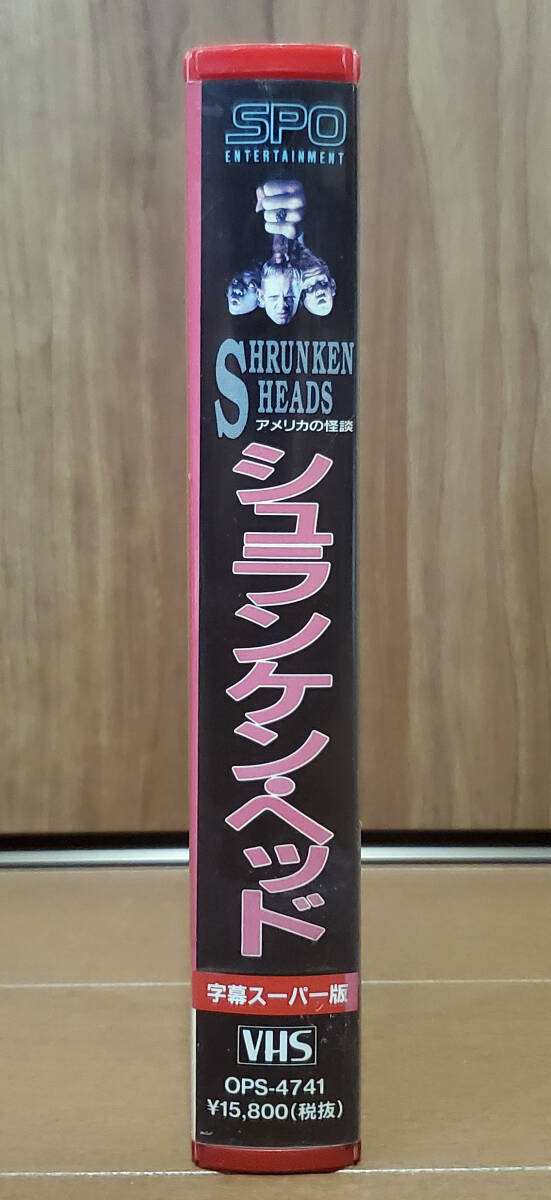 SPO
ENTERTAINMENT
SHRUNKEN
HEADS
アメリカの怪談
シュランケン・ヘッド
字幕スーパー版
VHS
OPS-4741
¥15,800(税抜)